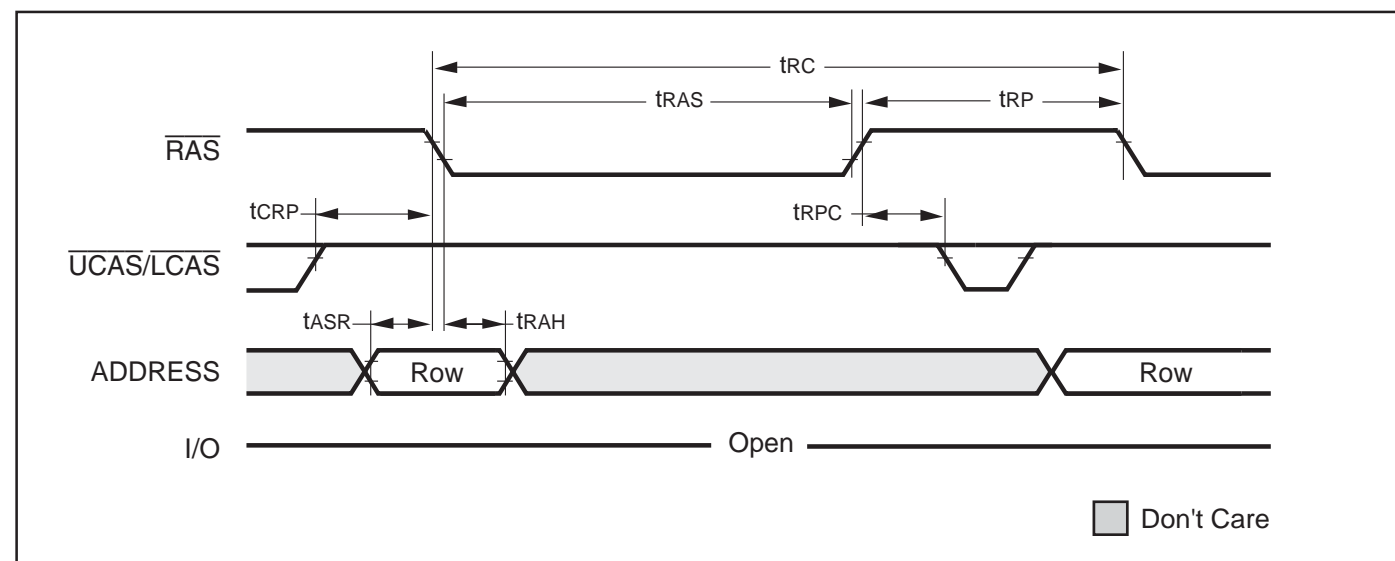 tRC
tRAS
tRP
RAS
tCRP
tRPC
UCAS/LCAS
tASR
tRAH
ADDRESS
Row
Row
I/O
Open
Don't Care